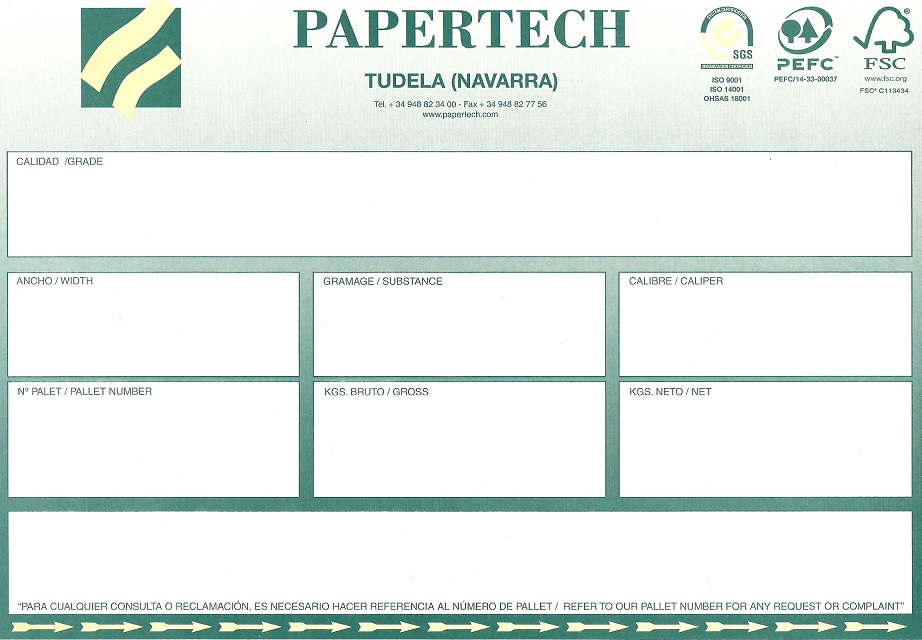 PAPERTECH
TUDELA (NAVARRA)
Tel. + 34 948 82 34 00 - Fax + 34 948 82 77 56
www.papertech.com
SYSTEM CERTIFICATION
SGS
ISO 9001
ISO 14001
OHSAS 18001
PEFC™
PEFC/14-33-00037
®
FSC
www.fsc.org
FSC® C113434
CALIDAD /GRADE
ANCHO / WIDTH
GRAMAGE / SUBSTANCE
CALIBRE / CALIPER
Nº PALET / PALLET NUMBER
KGS. BRUTO / GROSS
KGS. NETO / NET
"PARA CUALQUIER CONSULTA O RECLAMACIÓN, ES NECESARIO HACER REFERENCIA AL NÚMERO DE PALLET / REFER TO OUR PALLET NUMBER FOR ANY REQUEST OR COMPLAINT"